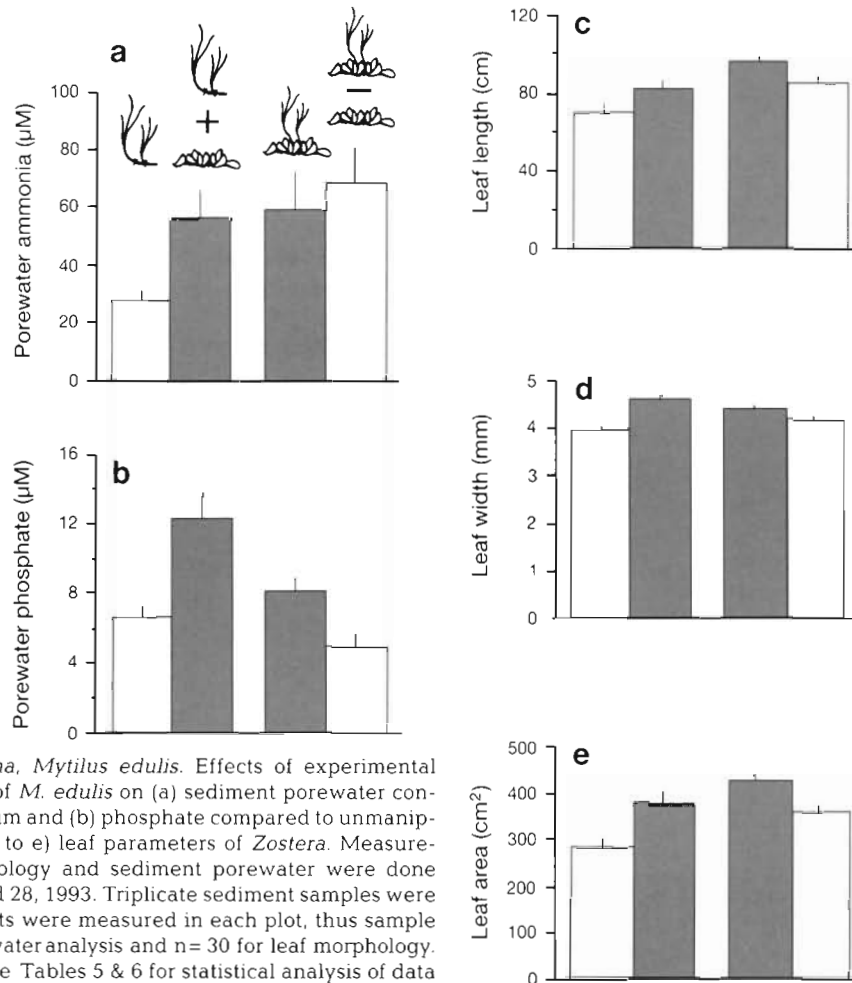 a
100
80
60
40
20
0
Porewater ammonia (µM)
+
–
b
16
12
8
4
0
Porewater phosphate (µM)
na, Mytilus edulis. Effects of experimental
of M. edulis on (a) sediment porewater con-
um and (b) phosphate compared to unmanip-
to e) leaf parameters of Zostera. Measure-
ology and sediment porewater were done
d 28, 1993. Triplicate sediment samples were
ts were measured in each plot, thus sample
water analysis and n= 30 for leaf morphology.
e Tables 5 & 6 for statistical analysis of data
c
120
80
60
40
0
Leaf length (cm)
d
5
4
3
2
1
0
Leaf width (mm)
e
500
400
300
200
100
0
Leaf area (cm²)